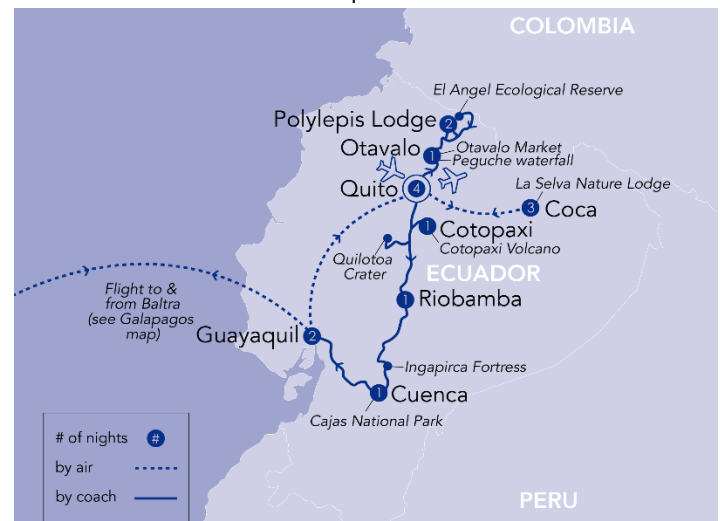 COLOMBIA
El Angel Ecological Reserve
Polylepis Lodge
2
Otavalo
1
Otavalo Market
Peguche waterfall
Quito
4
La Selva Nature Lodge
3
Coca
1
Cotopaxi
Cotopaxi Volcano
Quilotoa
Crater
ECUADOR
1
Riobamba
Flight to &
from Baltra
(see Galapagos
map)
Guayaquil
2
Ingapirca Fortress
1
Cuenca
Cajas National Park
# of nights
#
by air
by coach
PERU